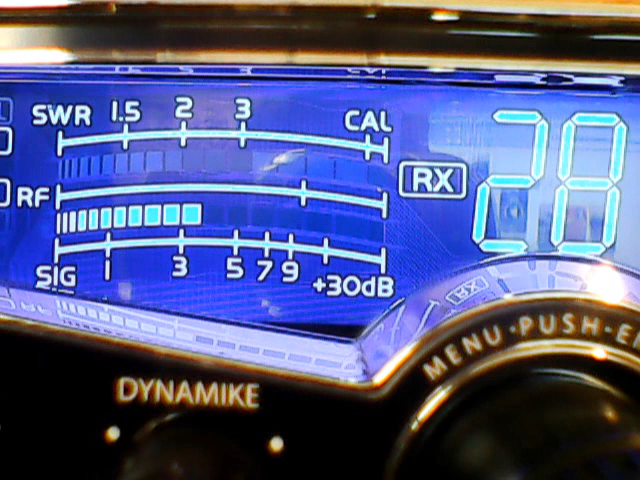 SWR 1.5 2 3 CAL
RX
28
RF
SIG 1 3 5 7 9 +30dB
MENU·PUSH-E
DYNAMIKE